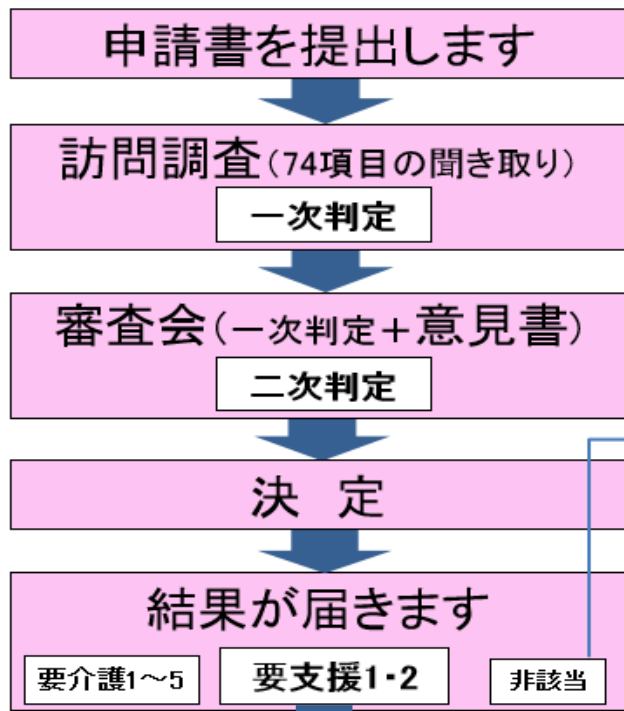 申請書を提出します
訪問調査(74項目の聞き取り)
一次判定
審査会(一次判定+意見書)
二次判定
決 定
結果が届きます
要介護1～5
要支援1・2
非該当